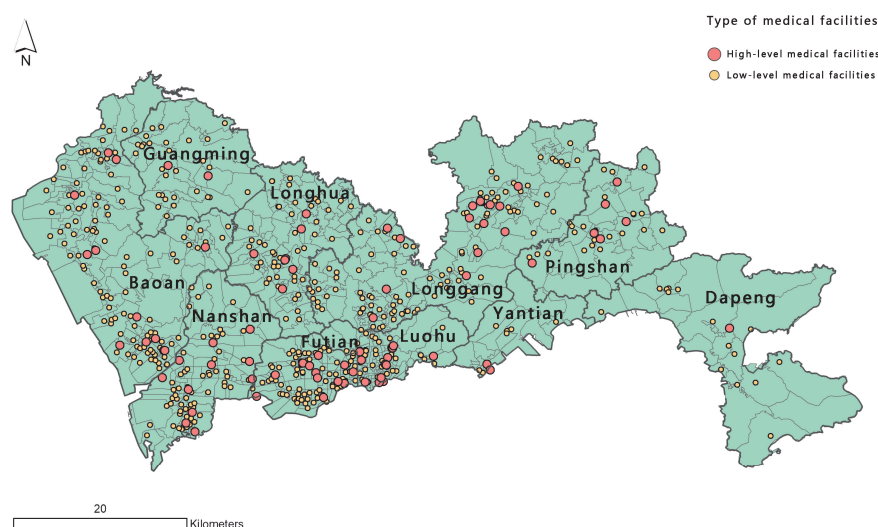 Type of medical facilities
N
High-level medical facilities
Low-level medical facilities
Guangming
Longhua
Pingshan
Baoan
Longgang
Dapeng
Nanshan
Yantian
Futian
Luohu
20
Kilometers